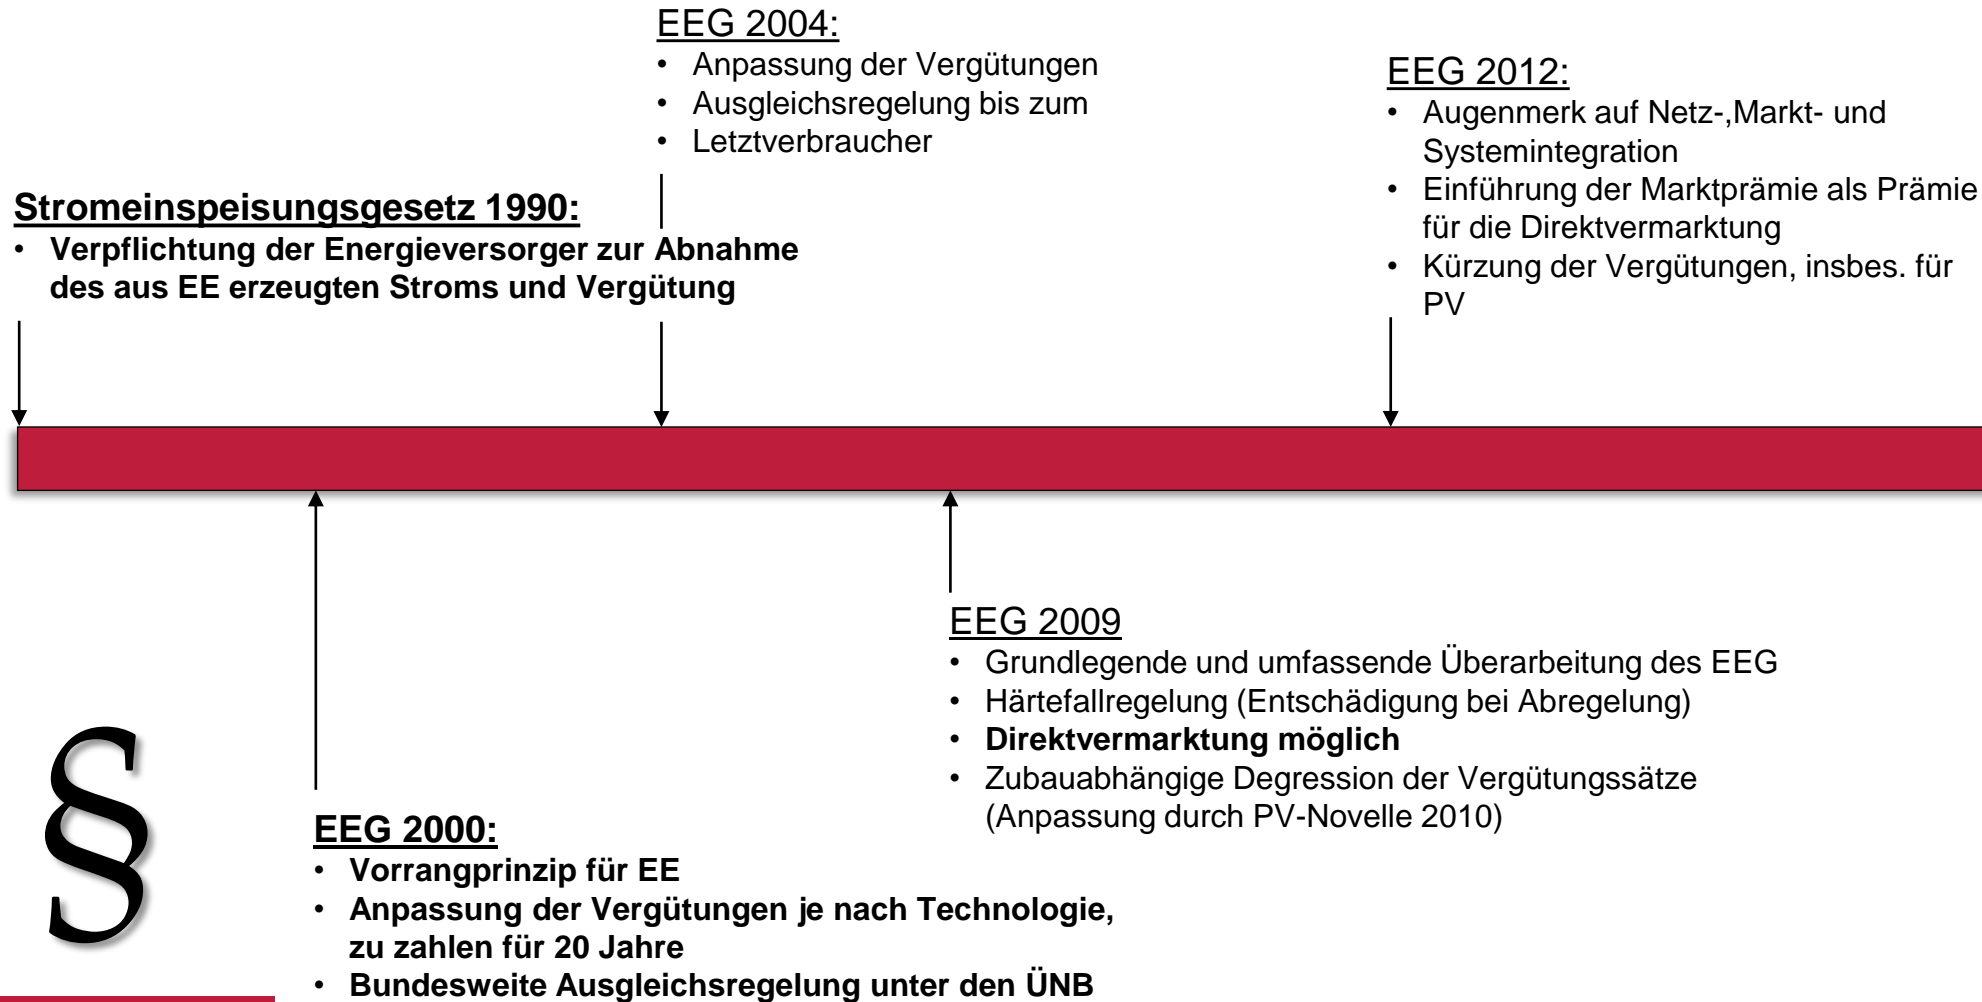 EEG 2004:
• Anpassung der Vergütungen
• Ausgleichsregelung bis zum
• Letztverbraucher
EEG 2012:
• Augenmerk auf Netz-,Markt- und
Systemintegration
• Einführung der Marktprämie als Prämie
für die Direktvermarktung
• Kürzung der Vergütungen, insbes. für
PV
Stromeinspeisungsgesetz 1990:
• Verpflichtung der Energieversorger zur Abnahme
des aus EE erzeugten Stroms und Vergütung
EEG 2009
• Grundlegende und umfassende Überarbeitung des EEG
• Härtefallregelung (Entschädigung bei Abregelung)
• Direktvermarktung möglich
• Zubauabhängige Degression der Vergütungssätze
(Anpassung durch PV-Novelle 2010)
§
EEG 2000:
• Vorrangprinzip für EE
• Anpassung der Vergütungen je nach Technologie,
zu zahlen für 20 Jahre
• Bundesweite Ausgleichsregelung unter den ÜNB